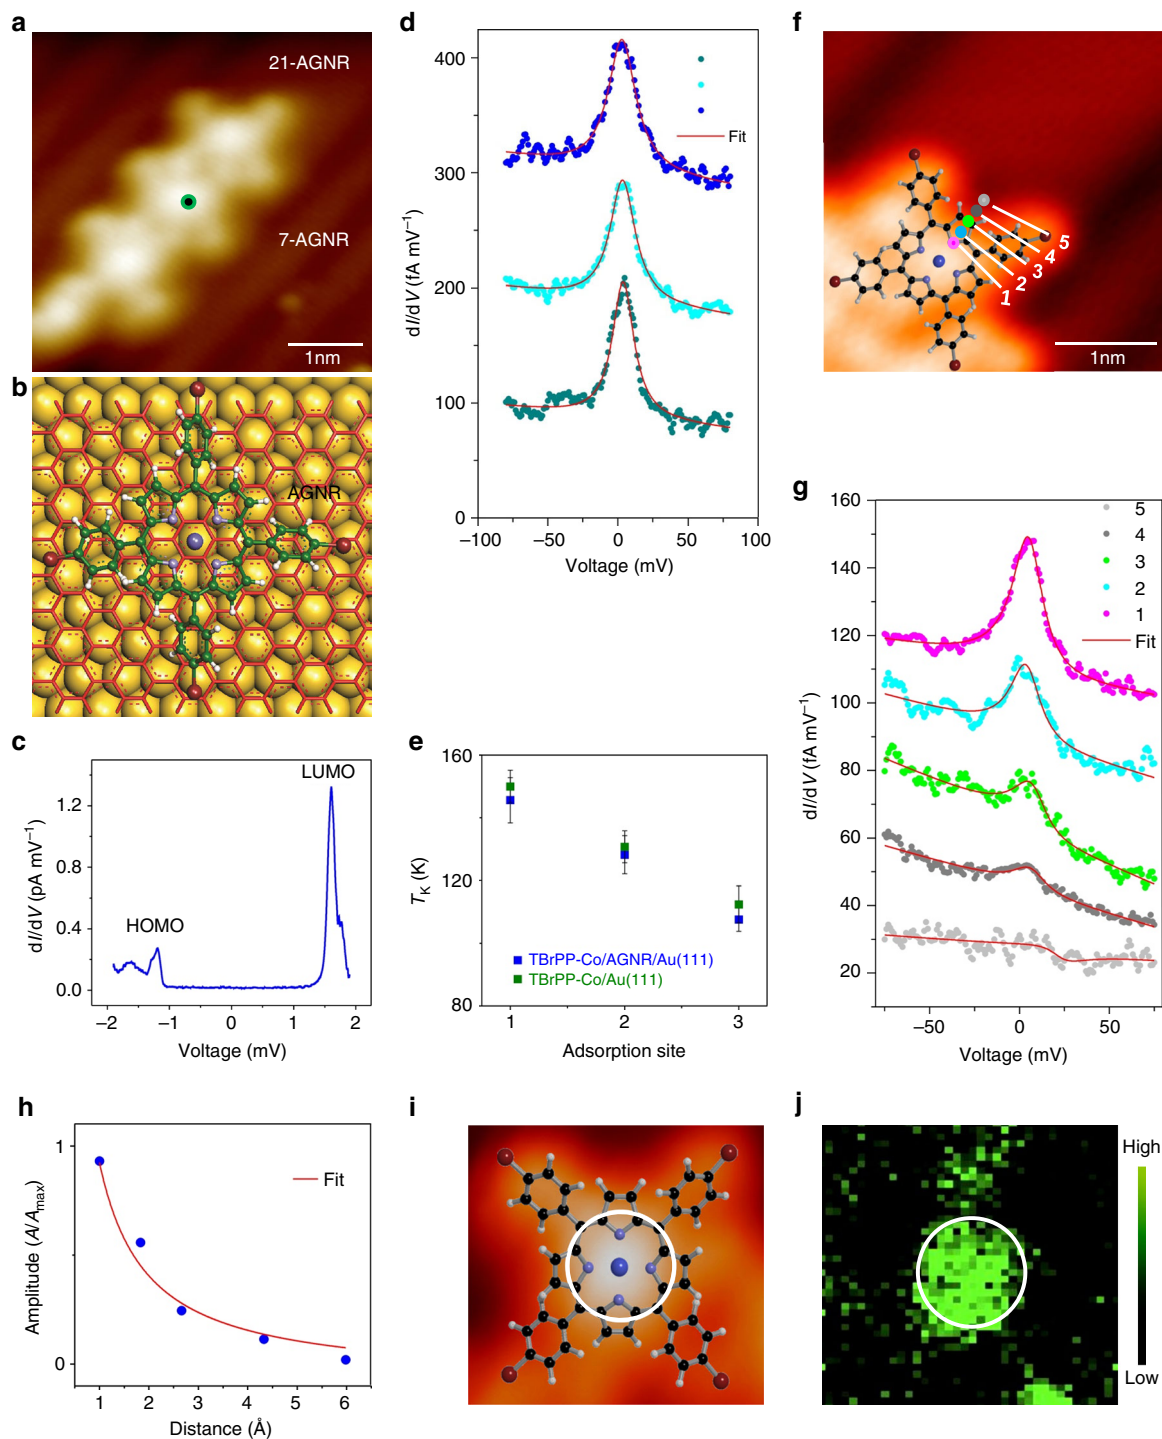 a
21-AGNR
7-AGNR
1nm
b
AGNR
c
HOMO
LUMO
dI/dV (pA mV−1)
1.2
0.8
0.4
0.0
−2
−1
0
1
2
Voltage (mV)
d
Fit
dI/dV (fA mV−1)
400
300
200
100
0
−100
−50
0
50
100
Voltage (mV)
e
TK (K)
160
120
80
TBrPP-Co/AGNR/Au(111)
TBrPP-Co/Au(111)
1
2
3
Adsorption site
f
5
4
3
2
1
1nm
g
5
4
3
2
1
Fit
dI/dV (fA mV−1)
160
140
120
100
80
60
40
20
−50
0
50
Voltage (mV)
h
Fit
Amplitude (A/Amax)
1
0
1
2
3
4
5
6
Distance (Å)
i
j
High
Low